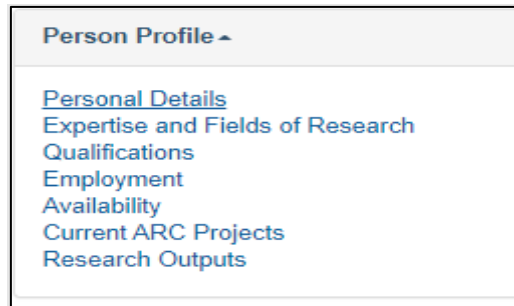 Person Profile
Personal Details
Expertise and Fields of Research
Qualifications
Employment
Availability
Current ARC Projects
Research Outputs